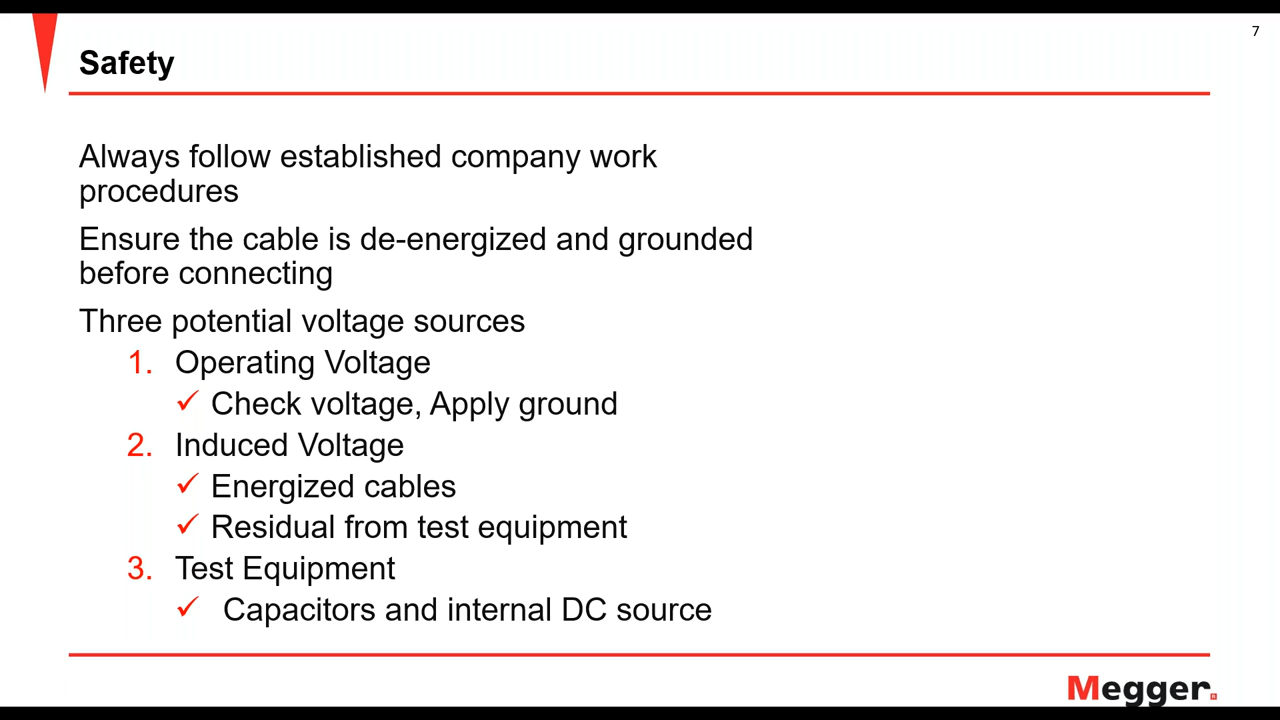 7
Safety
Always follow established company work
procedures
Ensure the cable is de-energized and grounded
before connecting
Three potential voltage sources
1. Operating Voltage
✓ Check voltage, Apply ground
2. Induced Voltage
✓ Energized cables
✓ Residual from test equipment
3. Test Equipment
✓ Capacitors and internal DC source
Megger.